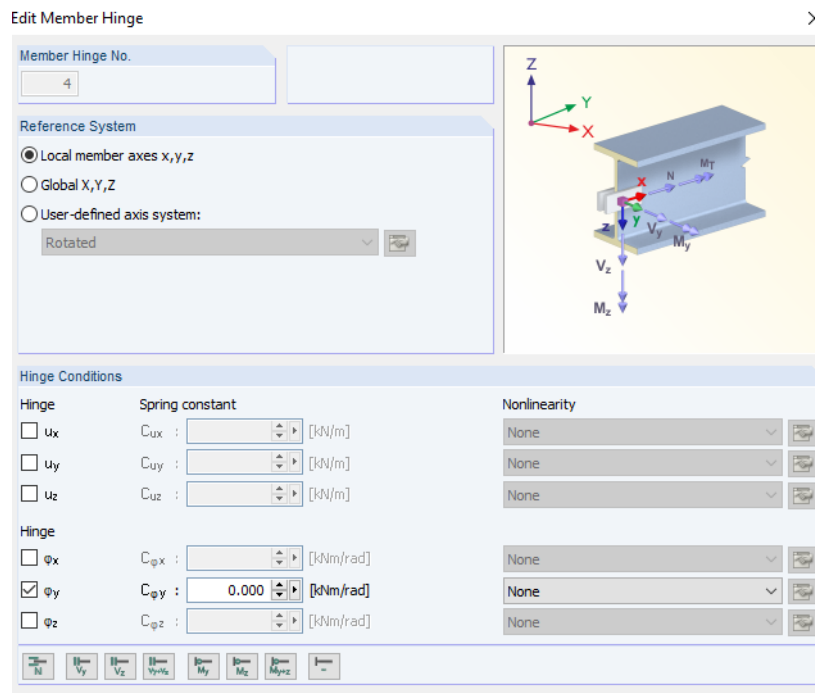 Edit Member Hinge
Member Hinge No.
4
Reference System
Local member axes x,y,z
Global X,Y,Z
User-defined axis system:
Rotated
Z
Y
X
x
N
MT
z
y
Vy
My
Vz
Mz
Hinge Conditions
Hinge Spring constant Nonlinearity
ux Cux : [kN/m] None
uy Cuy : [kN/m] None
uz Cuz : [kN/m] None
Hinge
φx Cφx : [kNm/rad] None
φy Cφy : 0.000 [kNm/rad] None
φz Cφz : [kNm/rad] None
N Vy Vz Vy+Vz My Mz My+z -